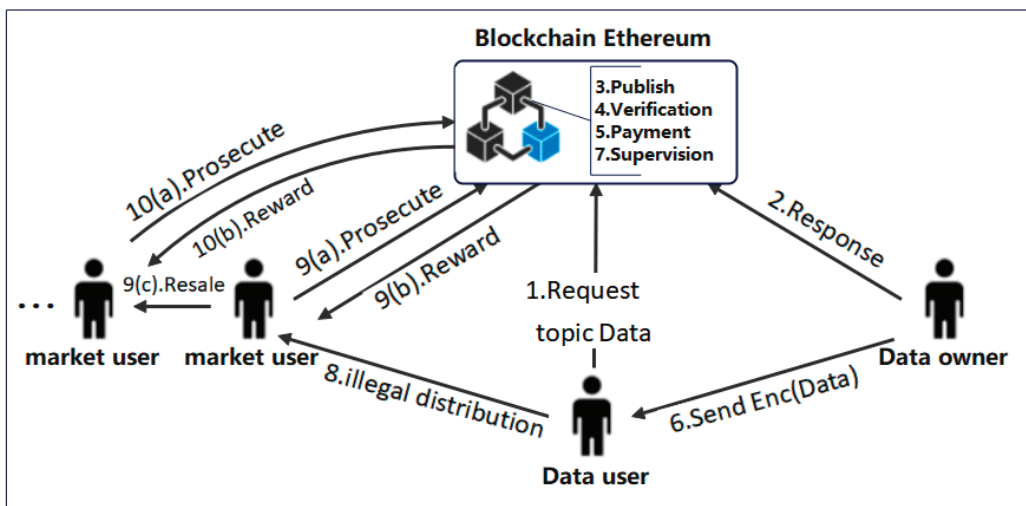 Blockchain Ethereum
3.Publish
4.Verification
5.Payment
7.Supervision
10(a).Prosecute
10(b).Reward
9(a).Prosecute
9(b).Reward
2.Response
9(c).Resale
...
1.Request
topic Data
market user
market user
Data owner
8.illegal distribution
6.Send Enc(Data)
Data user